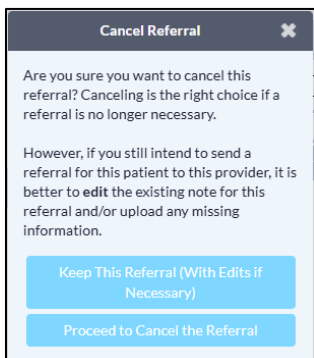 Cancel Referral ✖
Are you sure you want to cancel this
referral? Canceling is the right choice if a
referral is no longer necessary.
However, if you still intend to send a
referral for this patient to this provider, it is
better to edit the existing note for this
referral and/or upload any missing
information.
Keep This Referral (With Edits if
Necessary)
Proceed to Cancel the Referral